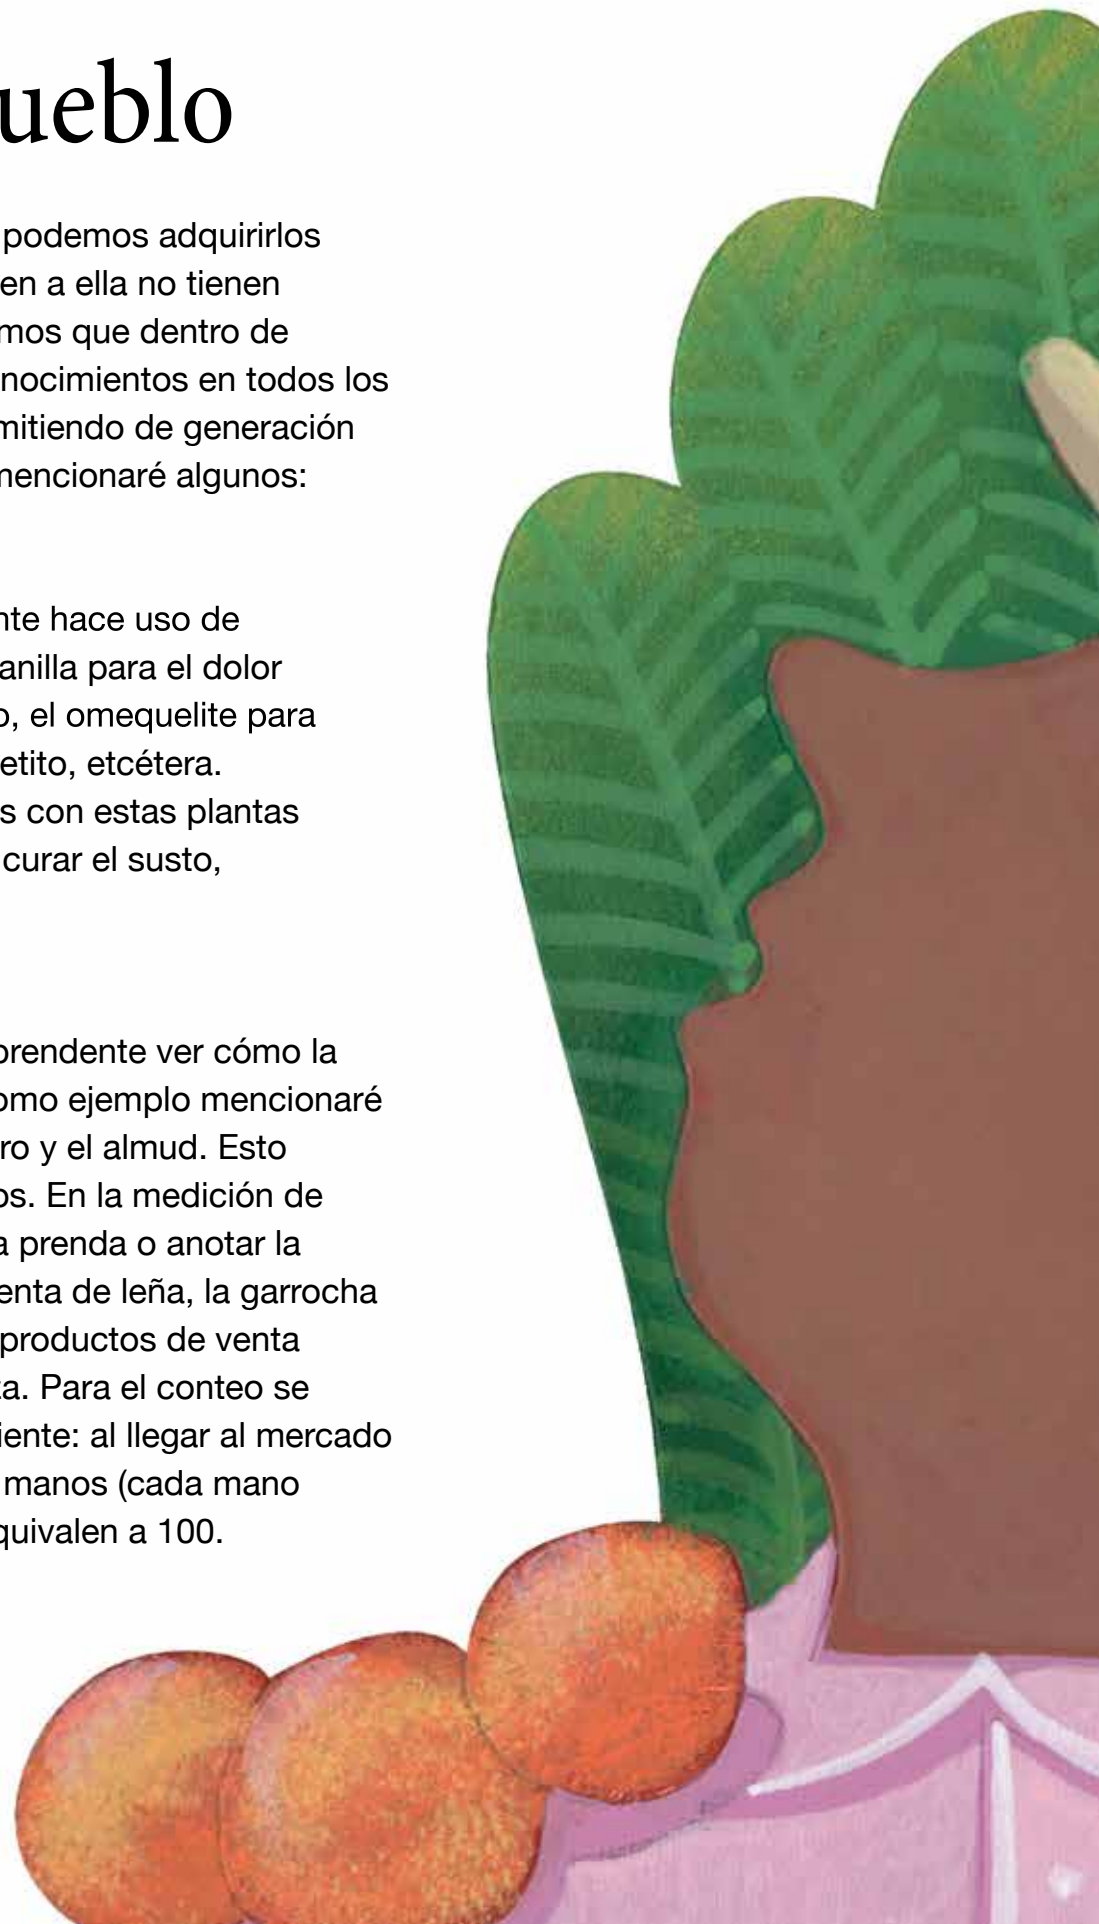 ueblo
podemos adquirirlos
en a ella no tienen
mos que dentro de
nocimientos en todos los
mitiendo de generación
mencionaré algunos:
nte hace uso de
anilla para el dolor
o, el omequelite para
etito, etcétera.
s con estas plantas
curar el susto,
prendente ver cómo la
omo ejemplo mencionaré
ro y el almud. Esto
os. En la medición de
a prenda o anotar la
enta de leña, la garrocha
productos de venta
ta. Para el conteo se
iente: al llegar al mercado
manos (cada mano
quivalen a 100.